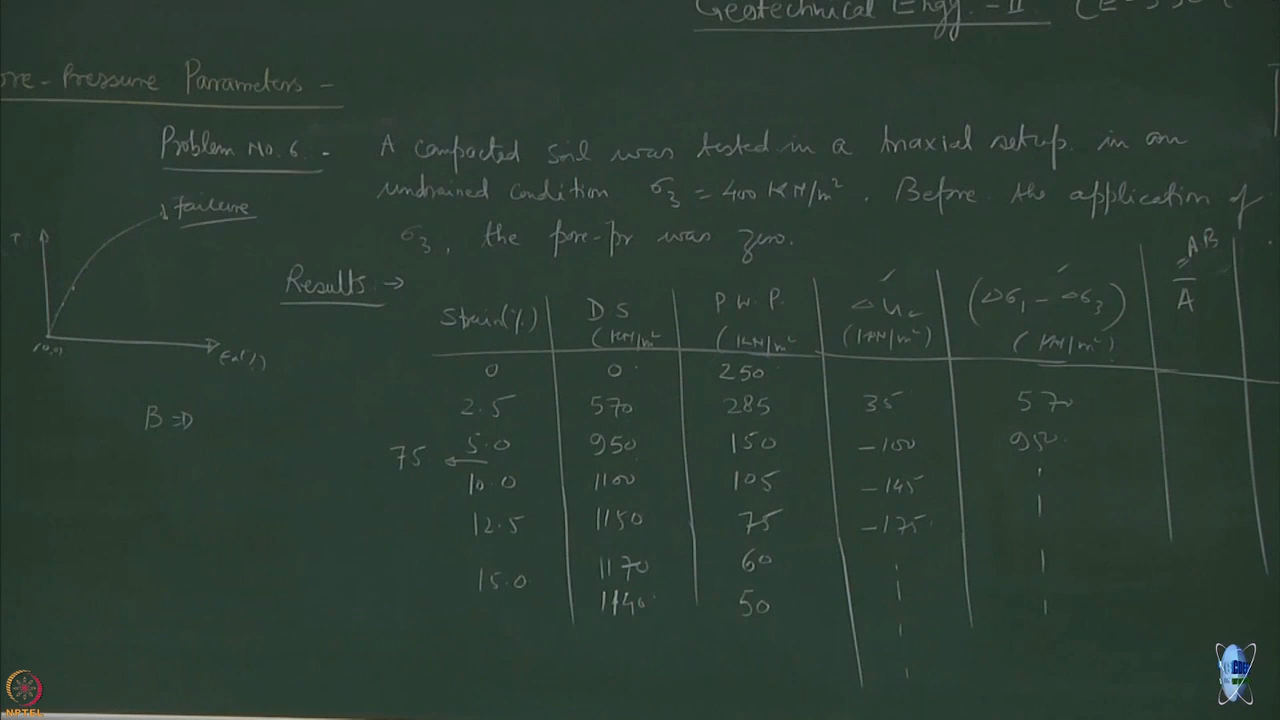 Geotechnical Engg. - II
Pressure Parameters -
Problem No. 6. - A compacted soil was tested in a triaxial setup. in an
undrained condition σ3 = 400 KN/m². Before the application of
σ3, the pore-pr was zero.
Failure
Results →
Strain(%) DS (KN/m² P.W.P. (KN/m² Δuc (KN/m²) (Δσ1 - Δσ3) (KN/m²) =AB Ā
0 0 250
2.5 570 285 35 570
75 ← 5.0 950 150 -100 950
10.0 1100 105 -145
12.5 1150 75 -175
15.0 1170 60
1140 50
(0,0)
B ⇒
NPTEL